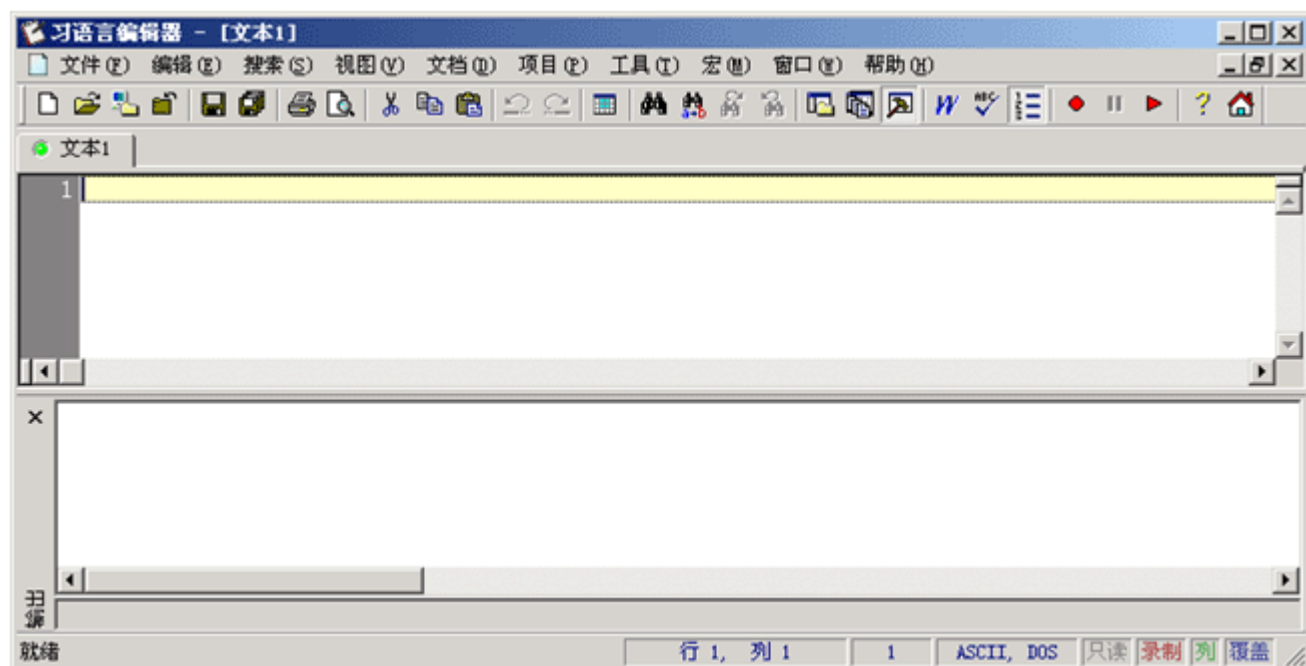 习语言编辑器 - [文本1]
文件(F) 编辑(E) 搜索(S) 视图(V) 文档(D) 项目(P) 工具(T) 宏(M) 窗口(W) 帮助(H)
文本1
1
就绪 行 1, 列 1 1 ASCII, DOS 只读 录制 列 覆盖